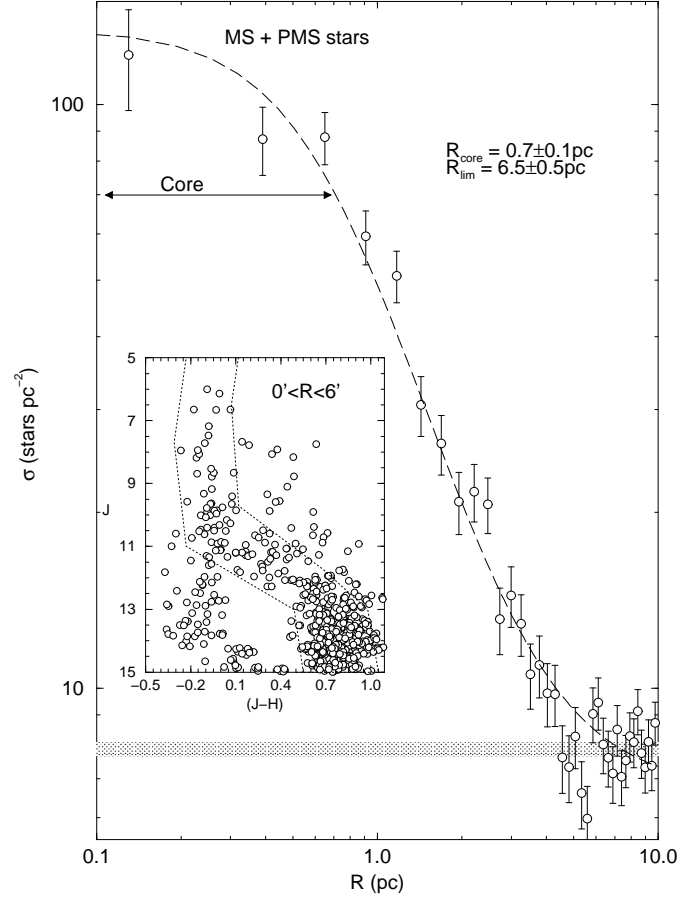 MS + PMS stars
100
R_core = 0.7±0.1pc
R_lim = 6.5±0.5pc
Core
σ (stars pc⁻²)
5
0'<R<6'
7
9
J
11
13
15
−0.5 −0.2 0.1 0.4 0.7 1.0
(J−H)
10
0.1 1.0 10.0
R (pc)